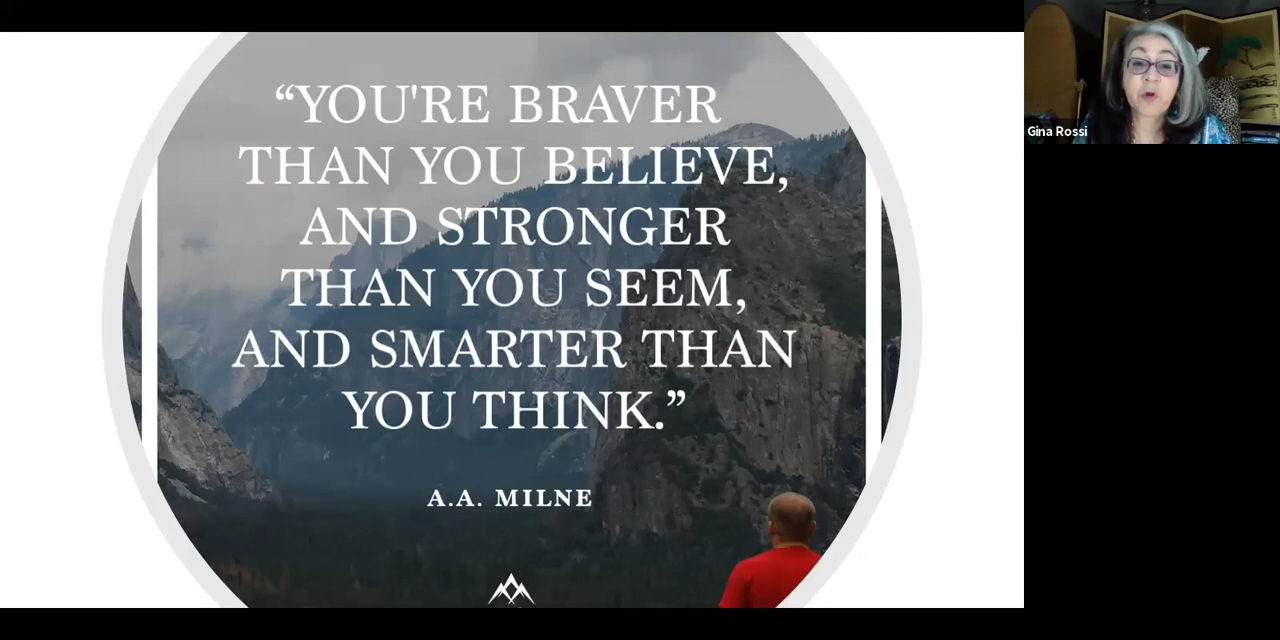 “YOU'RE BRAVER
THAN YOU BELIEVE,
AND STRONGER
THAN YOU SEEM,
AND SMARTER THAN
YOU THINK.”
A.A. MILNE
Gina Rossi